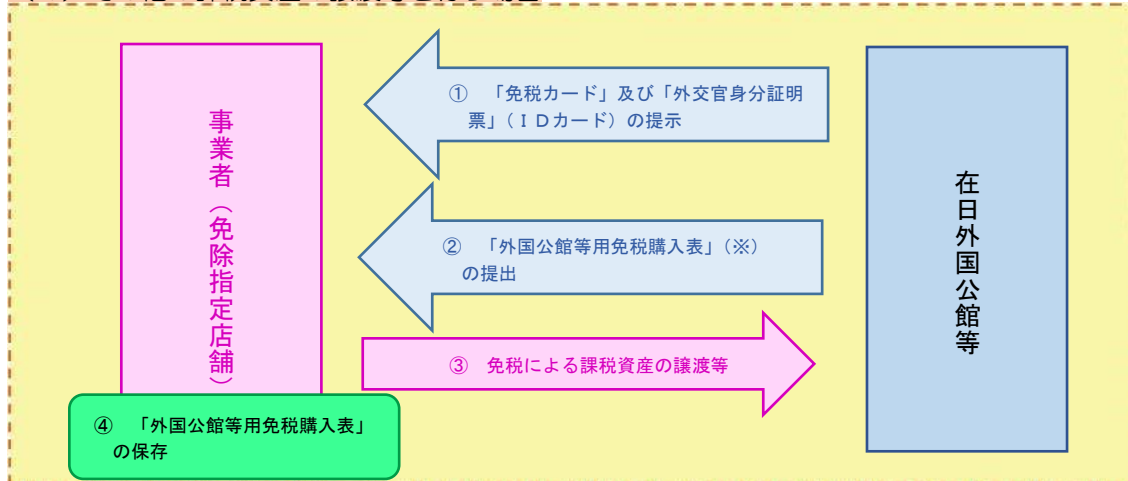 事業者（免除指定店舗）
① 「免税カード」及び「外交官身分証明
票」（ＩＤカード）の提示
② 「外国公館等用免税購入表」（※）
の提出
③ 免税による課税資産の譲渡等
④ 「外国公館等用免税購入表」
の保存
在日外国公館等